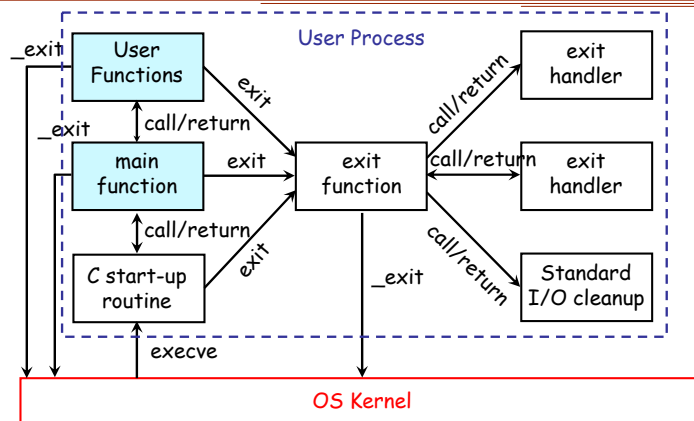 User Process
_exit
User
Functions
exit
exit
handler
call/return
_exit
call/return
main
function
exit
exit
function
call/return
exit
handler
call/return
exit
C start-up
routine
_exit
call/return
Standard
I/O cleanup
execve
OS Kernel